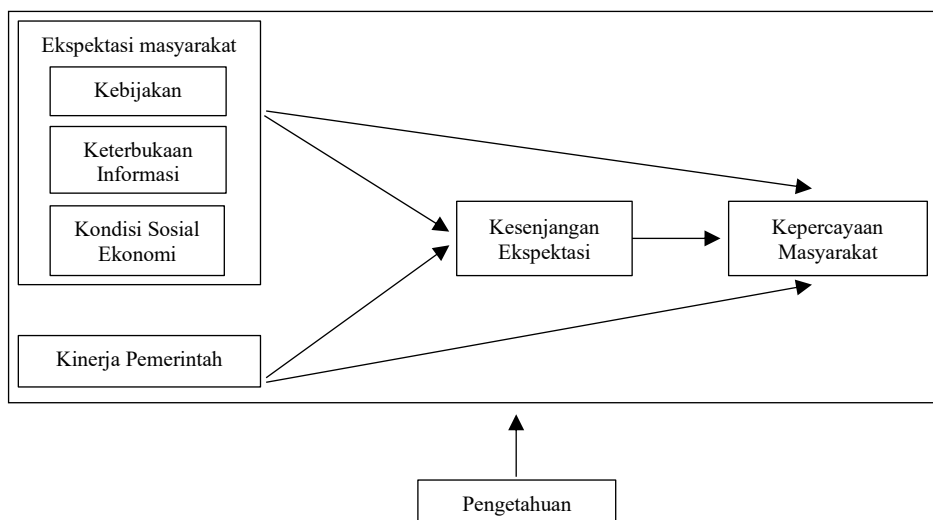 Ekspektasi masyarakat
Kebijakan
Keterbukaan
Informasi
Kondisi Sosial
Ekonomi
Kinerja Pemerintah
Kesenjangan
Ekspektasi
Kepercayaan
Masyarakat
Pengetahuan